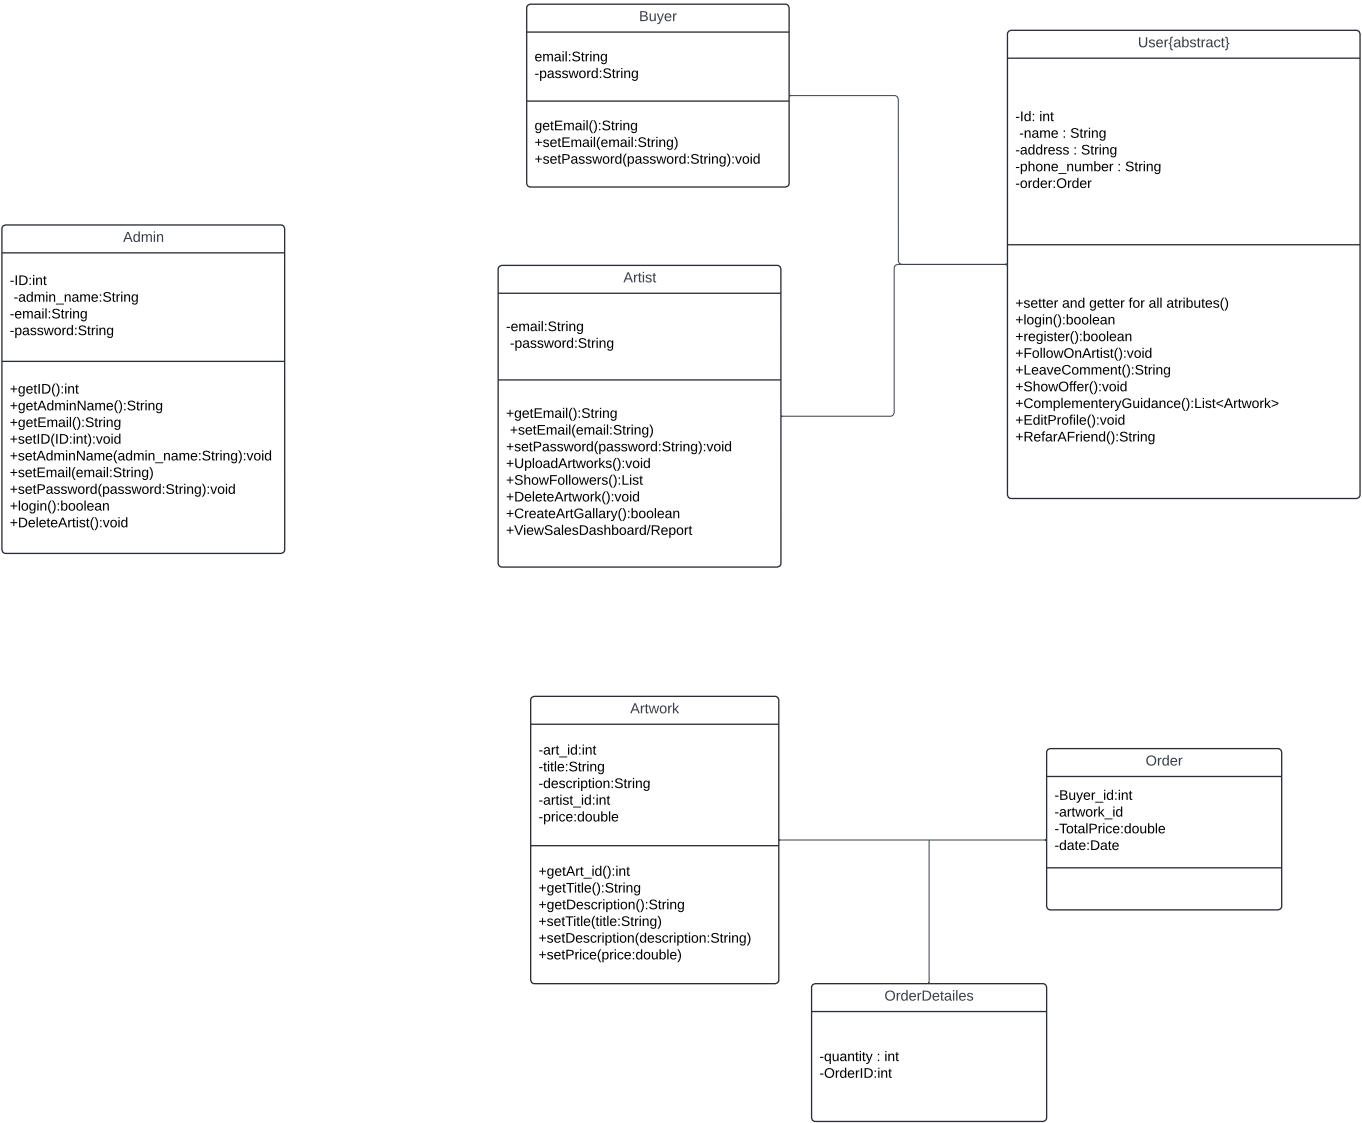 Buyer
email:String
-password:String
getEmail():String
+setEmail(email:String)
+setPassword(password:String):void
User{abstract}
-Id: int
-name : String
-address : String
-phone_number : String
-order:Order
+setter and getter for all atributes()
+login():boolean
+register():boolean
+FollowOnArtist():void
+LeaveComment():String
+ShowOffer():void
+ComplementeryGuidance():List<Artwork>
+EditProfile():void
+RefarAFriend():String
Admin
-ID:int
-admin_name:String
-email:String
-password:String
+getID():int
+getAdminName():String
+getEmail():String
+setID(ID:int):void
+setAdminName(admin_name:String):void
+setEmail(email:String)
+setPassword(password:String):void
+login():boolean
+DeleteArtist():void
Artist
-email:String
-password:String
+getEmail():String
+setEmail(email:String)
+setPassword(password:String):void
+UploadArtworks():void
+ShowFollowers():List
+DeleteArtwork():void
+CreateArtGallary():boolean
+ViewSalesDashboard/Report
Artwork
-art_id:int
-title:String
-description:String
-artist_id:int
-price:double
+getArt_id():int
+getTitle():String
+getDescription():String
+setTitle(title:String)
+setDescription(description:String)
+setPrice(price:double)
Order
-Buyer_id:int
-artwork_id
-TotalPrice:double
-date:Date
OrderDetailes
-quantity : int
-OrderID:int